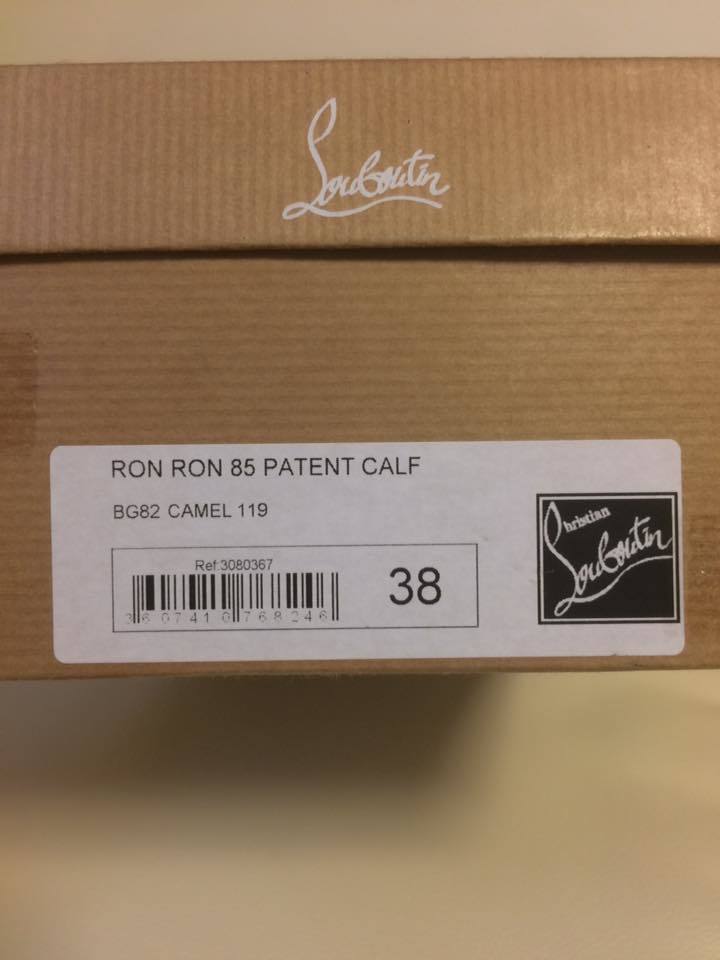 Louboutin
RON RON 85 PATENT CALF
BG82 CAMEL 119
Ref:3080367
3607410768246
38
Christian
Louboutin